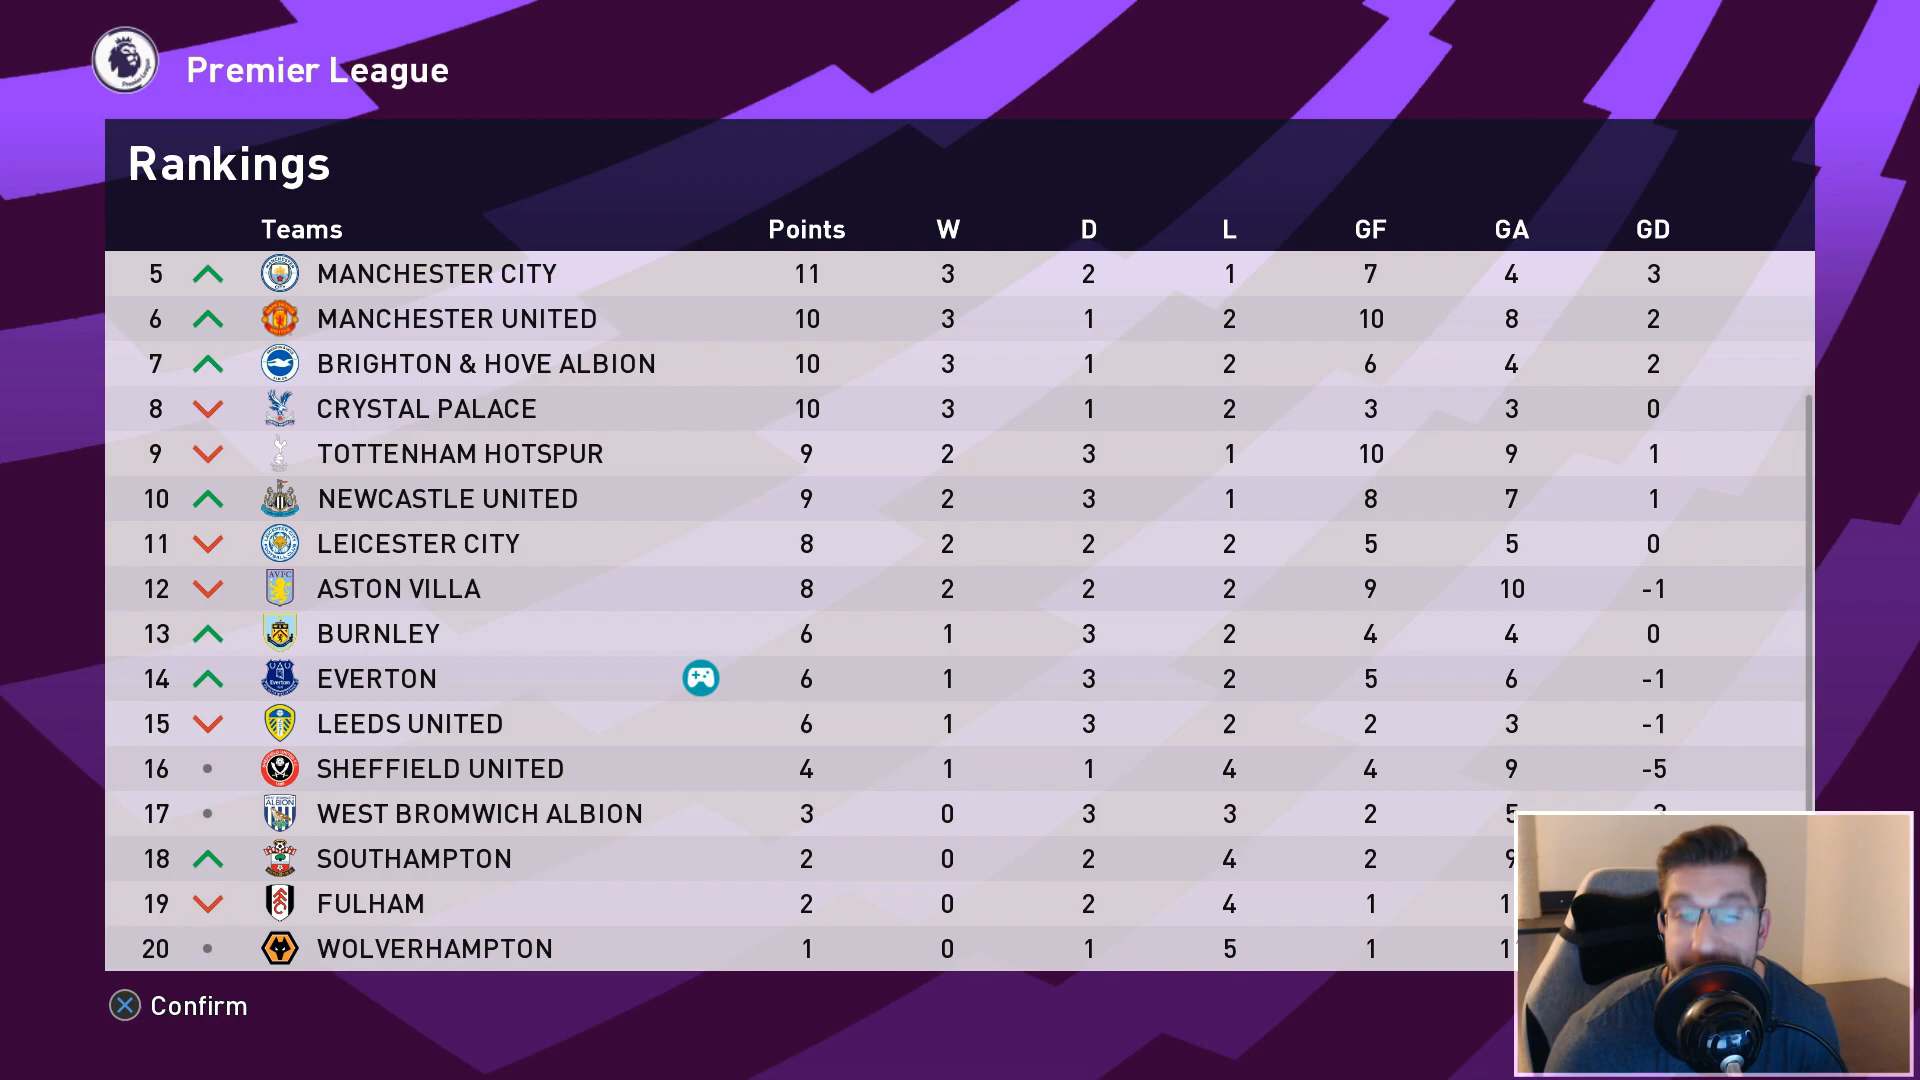 Premier League
Rankings
Teams Points W D L GF GA GD
5 MANCHESTER CITY 11 3 2 1 7 4 3
6 MANCHESTER UNITED 10 3 1 2 10 8 2
7 BRIGHTON & HOVE ALBION 10 3 1 2 6 4 2
8 CRYSTAL PALACE 10 3 1 2 3 3 0
9 TOTTENHAM HOTSPUR 9 2 3 1 10 9 1
10 NEWCASTLE UNITED 9 2 3 1 8 7 1
11 LEICESTER CITY 8 2 2 2 5 5 0
12 ASTON VILLA 8 2 2 2 9 10 -1
13 BURNLEY 6 1 3 2 4 4 0
14 EVERTON 6 1 3 2 5 6 -1
15 LEEDS UNITED 6 1 3 2 2 3 -1
16 SHEFFIELD UNITED 4 1 1 4 4 9 -5
17 WEST BROMWICH ALBION 3 0 3 3 2 5
18 SOUTHAMPTON 2 0 2 4 2 9
19 FULHAM 2 0 2 4 1
20 WOLVERHAMPTON 1 0 1 5 1
Confirm